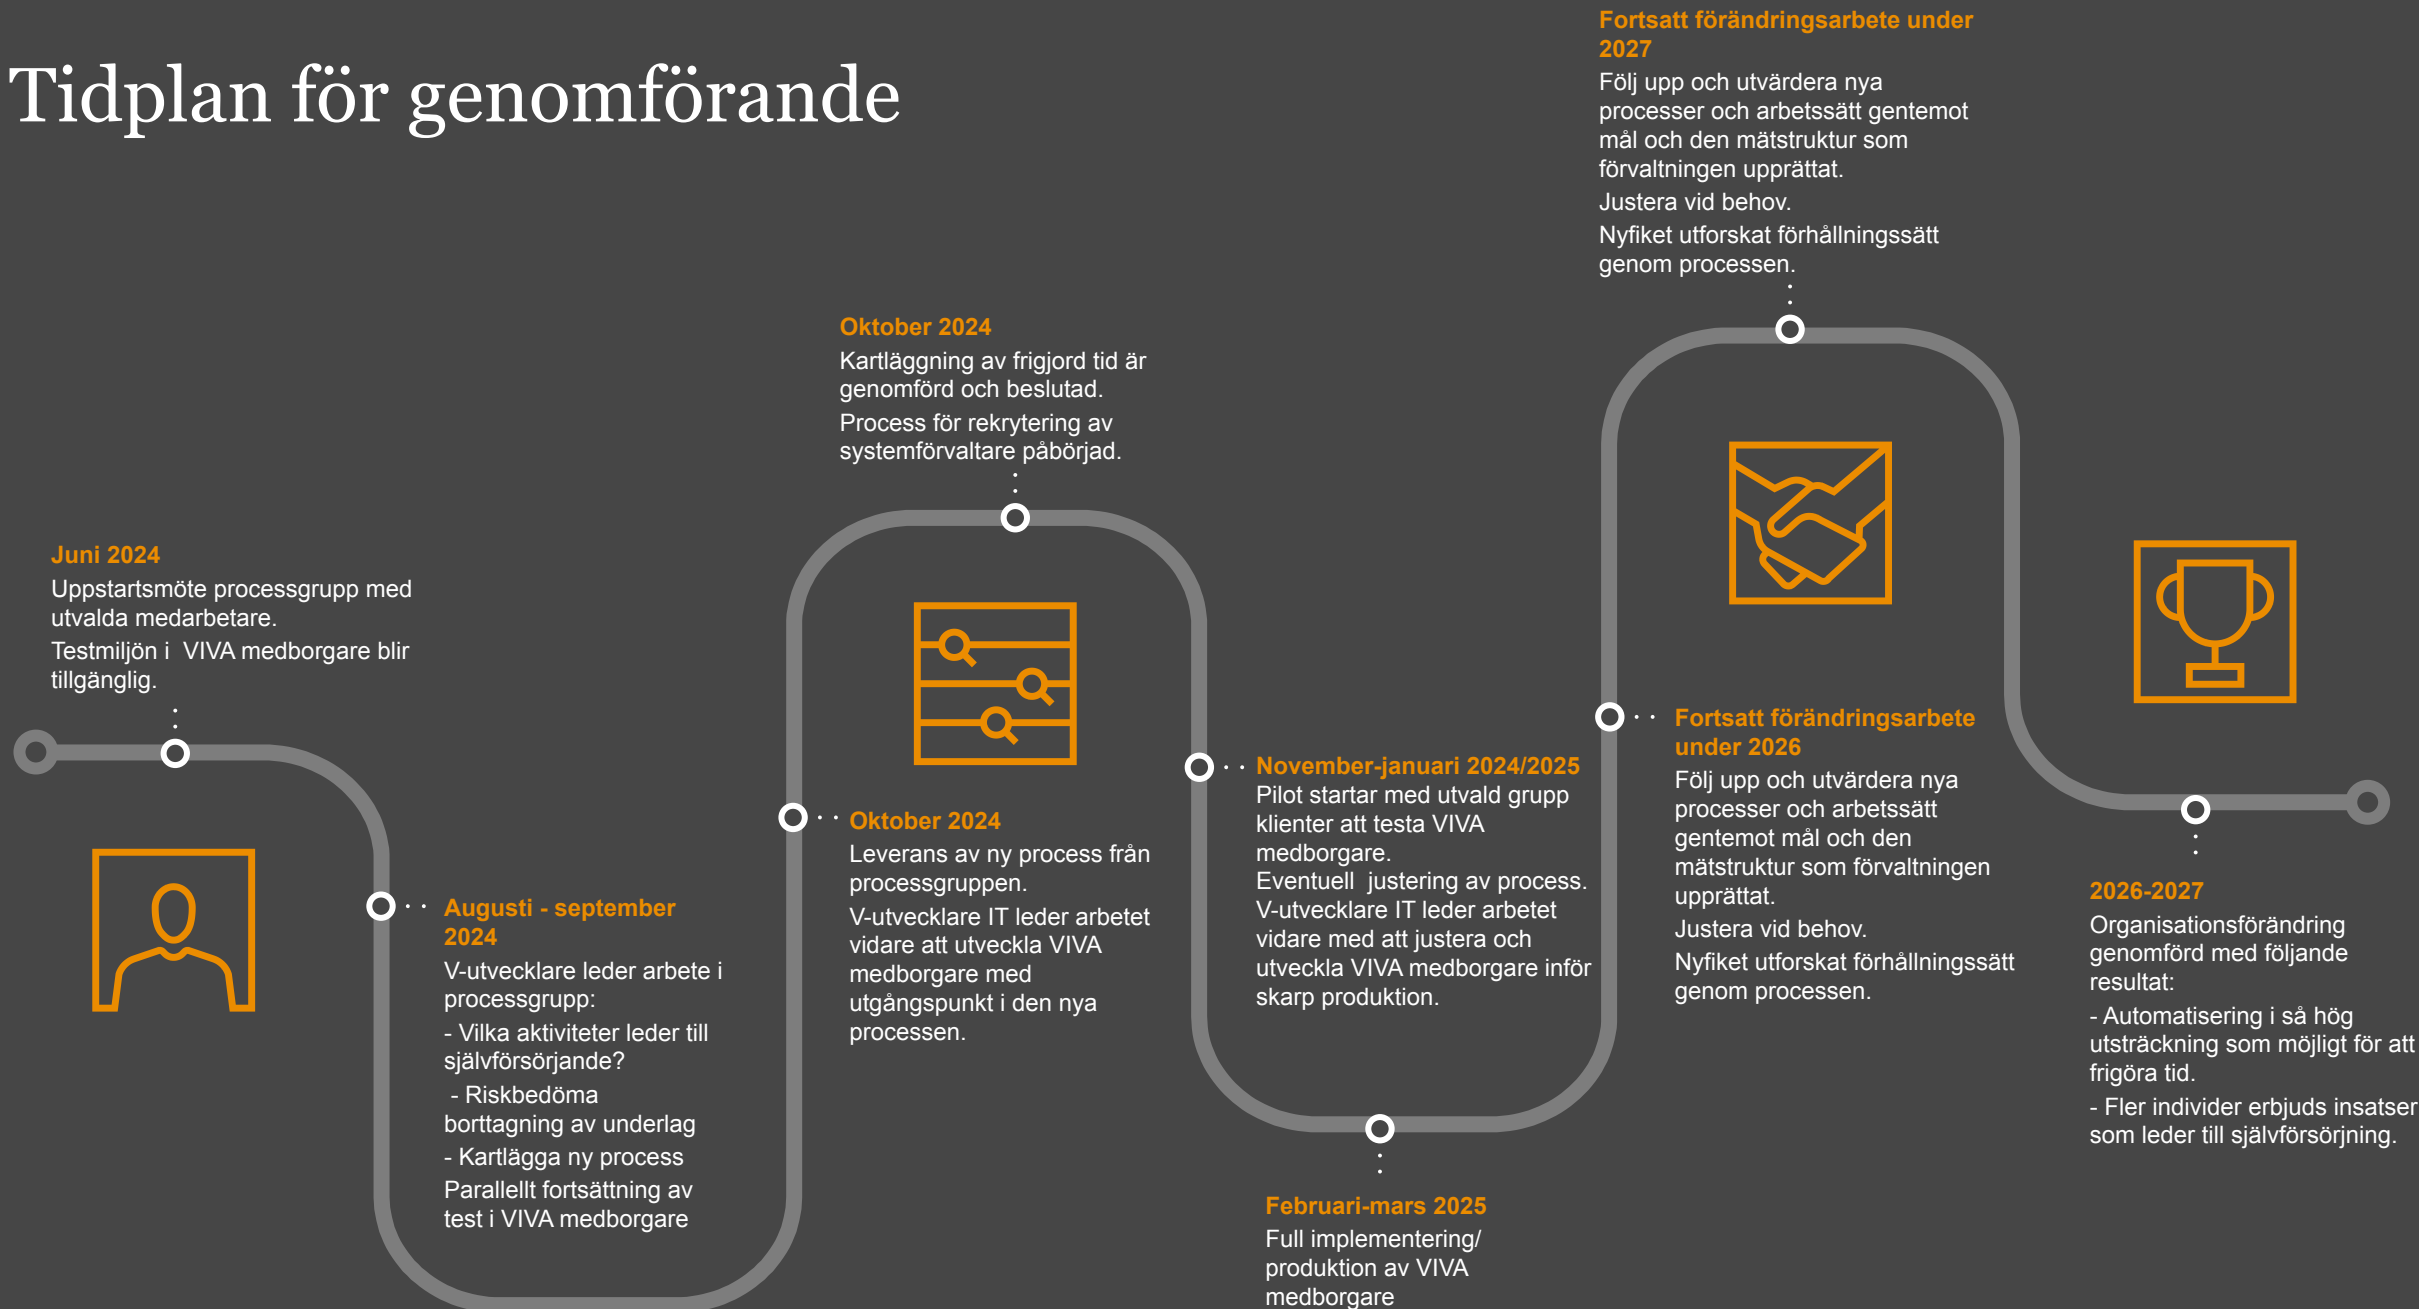 Tidplan för genomförande
Juni 2024
Uppstartsmöte processgrupp med
utvalda medarbetare.
Testmiljön i  VIVA medborgare blir
tillgänglig.
Augusti - september
2024
V-utvecklare leder arbete i
processgrupp:
- Vilka aktiviteter leder till
självförsörjande?
- Riskbedöma
borttagning av underlag
- Kartlägga ny process
Parallellt fortsättning av
test i VIVA medborgare
Oktober 2024
Leverans av ny process från
processgruppen.
V-utvecklare IT leder arbetet
vidare att utveckla VIVA
medborgare med
utgångspunkt i den nya
processen.
Oktober 2024
Kartläggning av frigjord tid är
genomförd och beslutad.
Process för rekrytering av
systemförvaltare påbörjad.
November-januari 2024/2025
Pilot startar med utvald grupp
klienter att testa VIVA
medborgare.
Eventuell  justering av process.
V-utvecklare IT leder arbetet
vidare med att justera och
utveckla VIVA medborgare inför
skarp produktion.
Februari-mars 2025
Full implementering/
produktion av VIVA
medborgare
Fortsatt förändringsarbete
under 2026
Följ upp och utvärdera nya
processer och arbetssätt
gentemot mål och den
mätstruktur som förvaltningen
upprättat.
Justera vid behov.
Nyfiket utforskat förhållningssätt
genom processen.
Fortsatt förändringsarbete under
2027
Följ upp och utvärdera nya
processer och arbetssätt gentemot
mål och den mätstruktur som
förvaltningen upprättat.
Justera vid behov.
Nyfiket utforskat förhållningssätt
genom processen.
2026-2027
Organisationsförändring
genomförd med följande
resultat:
- Automatisering i så hög
utsträckning som möjligt för att
frigöra tid.
- Fler individer erbjuds insatser
som leder till självförsörjning.